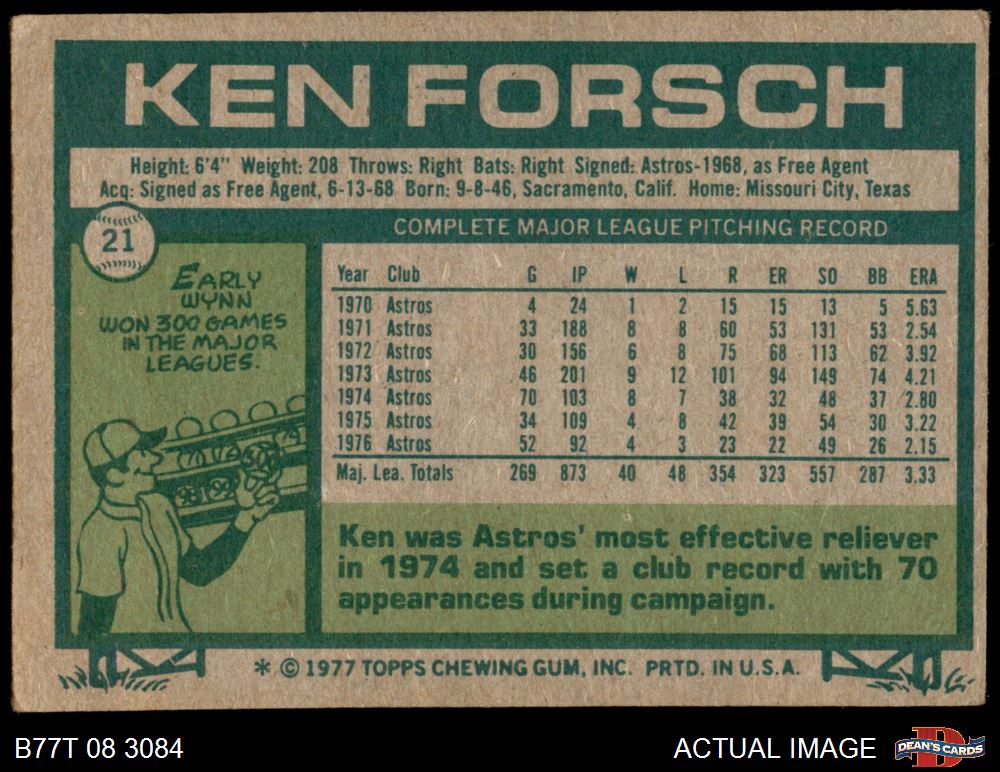 KEN FORSCH
Height: 6'4" Weight: 208 Throws: Right Bats: Right Signed: Astros-1968, as Free Agent
Acq: Signed as Free Agent, 6-13-68 Born: 9-8-46, Sacramento, Calif. Home: Missouri City, Texas
21
EARLY
WYNN
WON 300 GAMES
IN THE MAJOR
LEAGUES.
COMPLETE MAJOR LEAGUE PITCHING RECORD
Year Club G IP W L R ER SO BB ERA
1970 Astros 4 24 1 2 15 15 13 5 5.63
1971 Astros 33 188 8 8 60 53 131 53 2.54
1972 Astros 30 156 6 8 75 68 113 62 3.92
1973 Astros 46 201 9 12 101 94 149 74 4.21
1974 Astros 70 103 8 7 38 32 48 37 2.80
1975 Astros 34 109 4 8 42 39 54 30 3.22
1976 Astros 52 92 4 3 23 22 49 26 2.15
Maj. Lea. Totals 269 873 40 48 354 323 557 287 3.33
Ken was Astros' most effective reliever
in 1974 and set a club record with 70
appearances during campaign.
* © 1977 TOPPS CHEWING GUM, INC. PRTD. IN U.S.A.
B77T 08 3084
ACTUAL IMAGE
D
DEAN'S CARDS